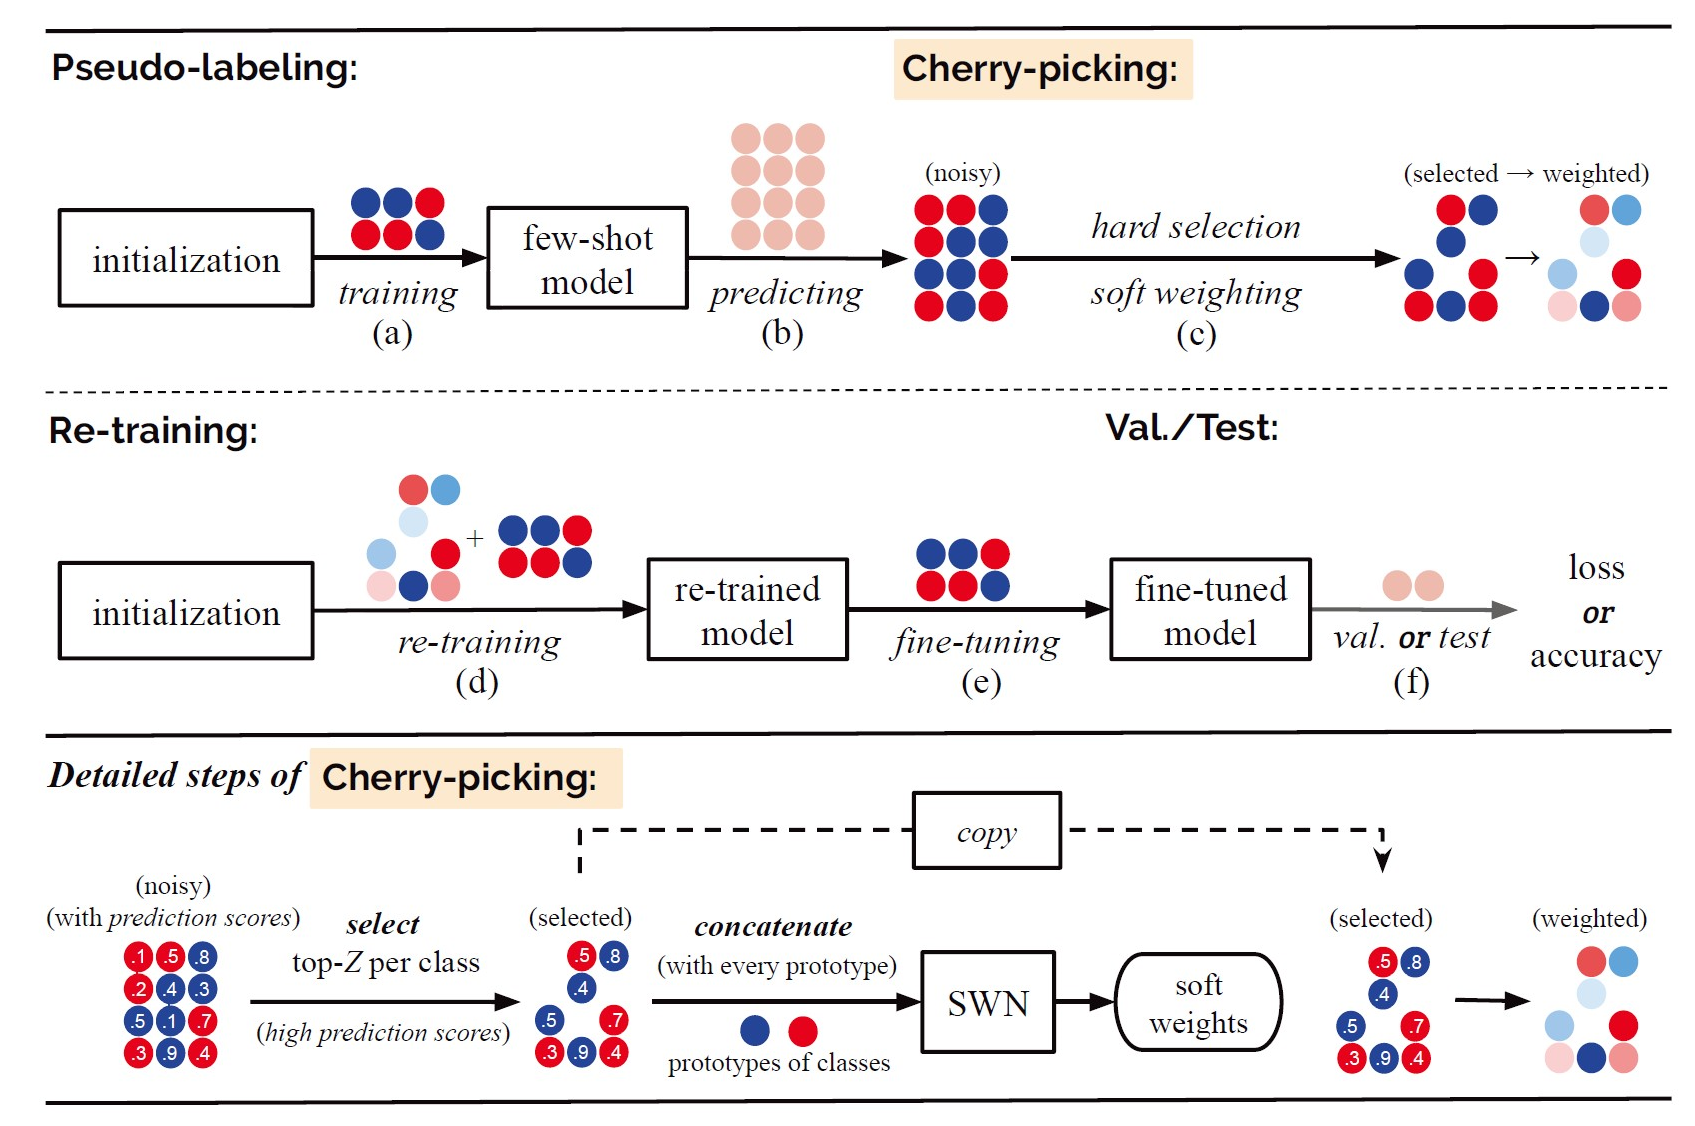 Pseudo-labeling:
Cherry-picking:
(noisy)
(selected → weighted)
initialization
training
(a)
few-shot
model
predicting
(b)
hard selection
soft weighting
(c)
→
Re-training:
Val./Test:
initialization
+
re-training
(d)
re-trained
model
fine-tuning
(e)
fine-tuned
model
val. or test
(f)
loss
or
accuracy
Detailed steps of Cherry-picking:
copy
(noisy)
(with prediction scores)
.1 .5 .8
.2 .4 .3
.5 .1 .7
.3 .9 .4
select
top-Z per class
(high prediction scores)
(selected)
.5 .8
.4
.5 .7
.3 .9 .4
concatenate
(with every prototype)
prototypes of classes
SWN
soft
weights
(selected)
.5 .8
.4
.5 .7
.3 .9 .4
(weighted)